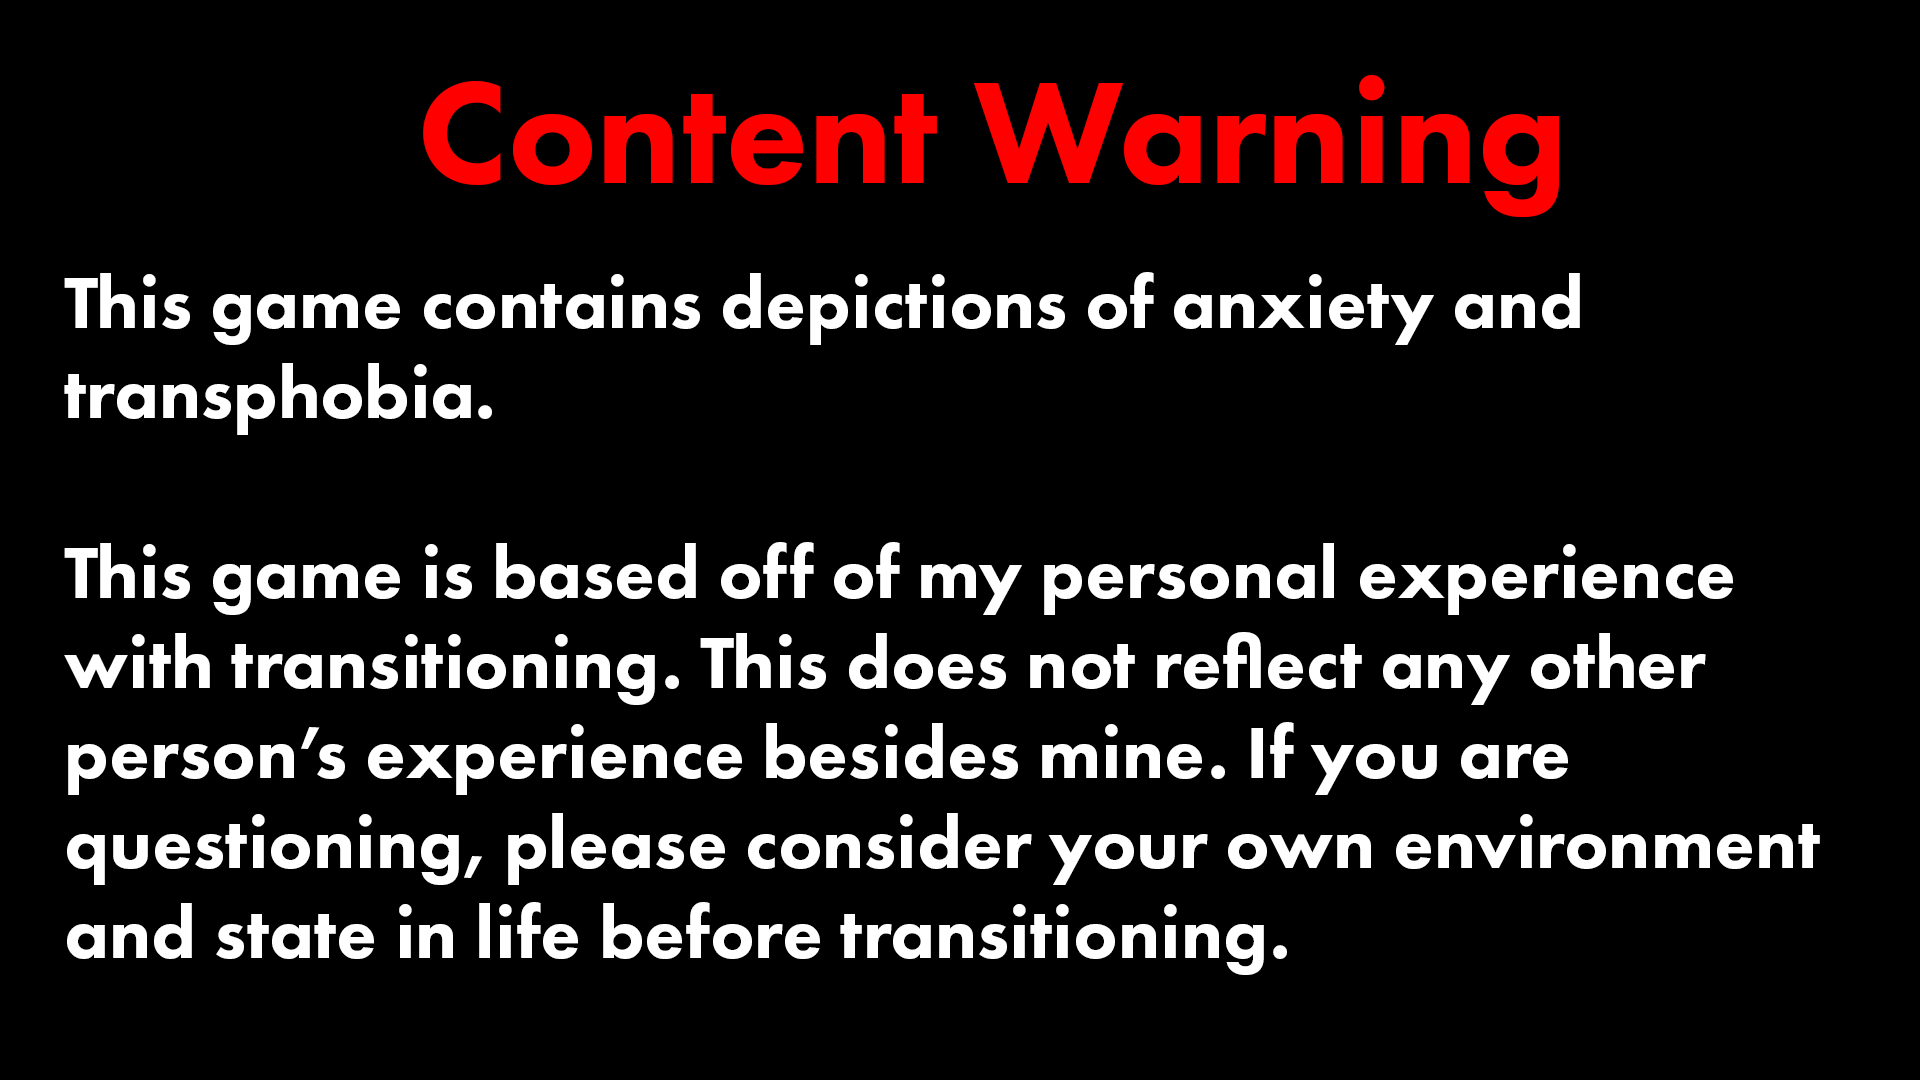 Content Warning
This game contains depictions of anxiety and
transphobia.
This game is based off of my personal experience
with transitioning. This does not reflect any other
person’s experience besides mine. If you are
questioning, please consider your own environment
and state in life before transitioning.